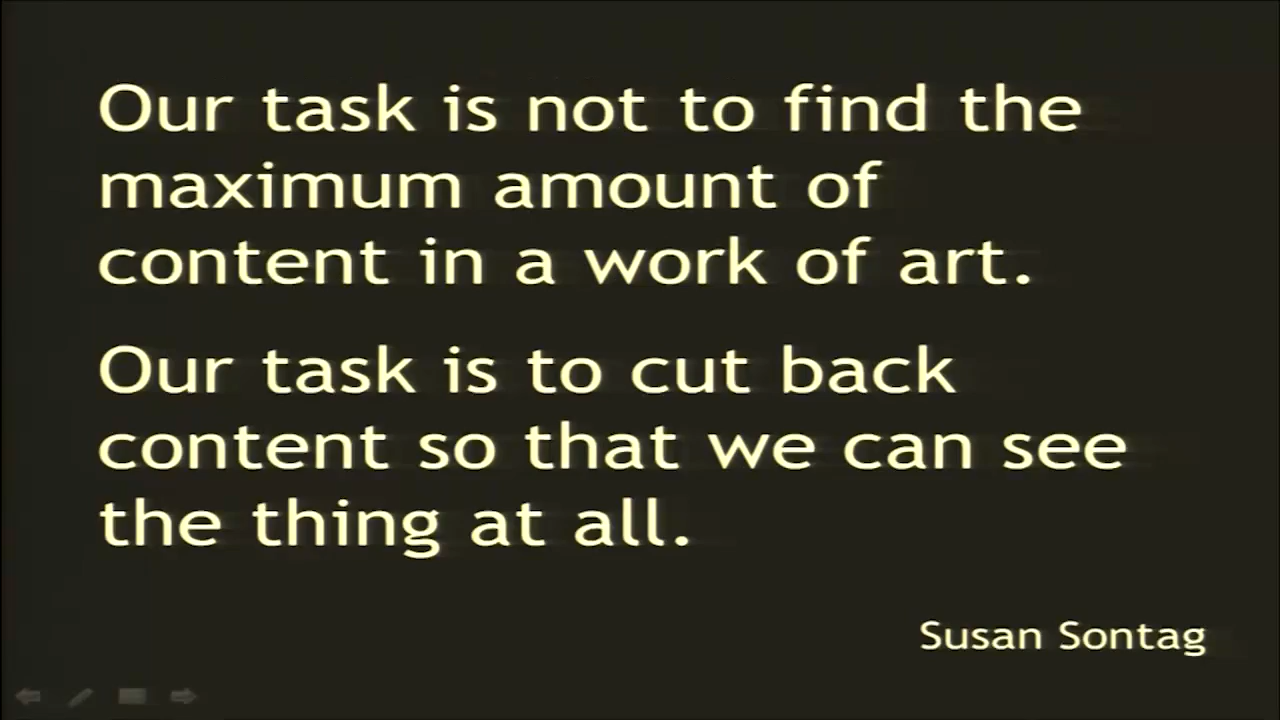 Our task is not to find the
maximum amount of
content in a work of art.
Our task is to cut back
content so that we can see
the thing at all.
Susan Sontag